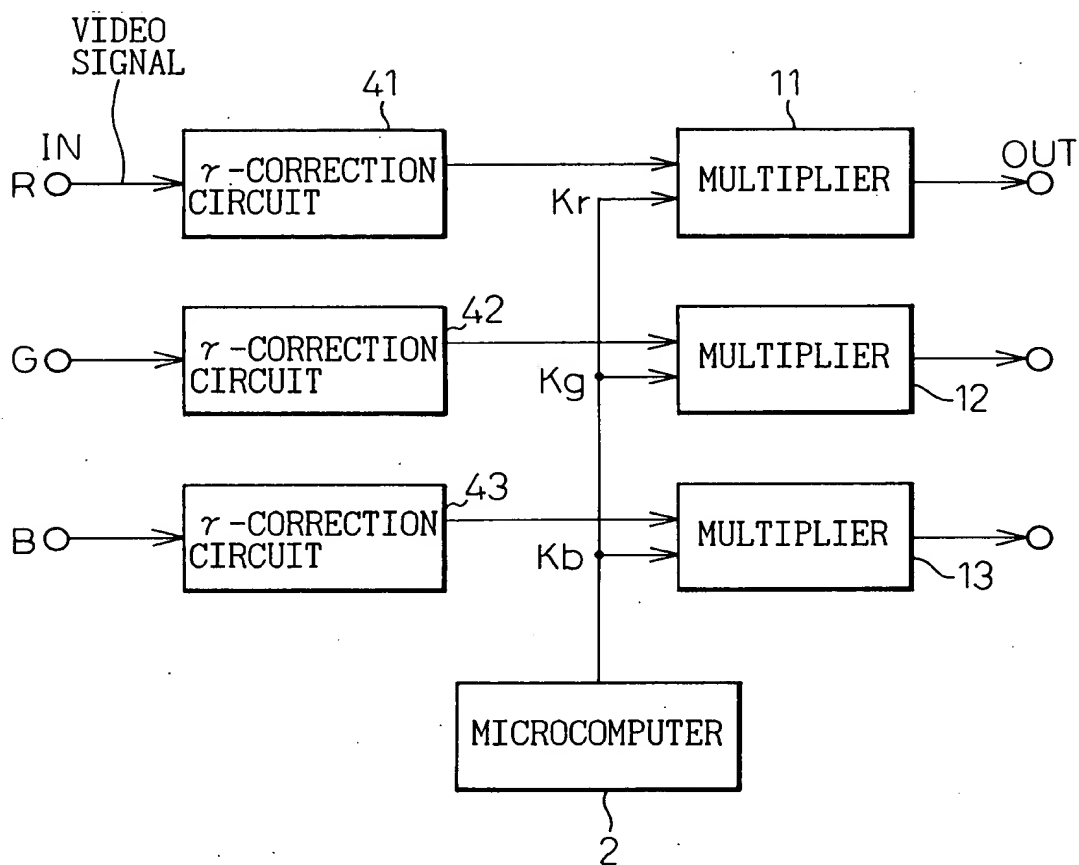 VIDEO
SIGNAL
41
11
IN
OUT
R
γ-CORRECTION
CIRCUIT
Kr
MULTIPLIER
42
G
γ-CORRECTION
CIRCUIT
Kg
MULTIPLIER
12
43
B
γ-CORRECTION
CIRCUIT
Kb
MULTIPLIER
13
MICROCOMPUTER
2